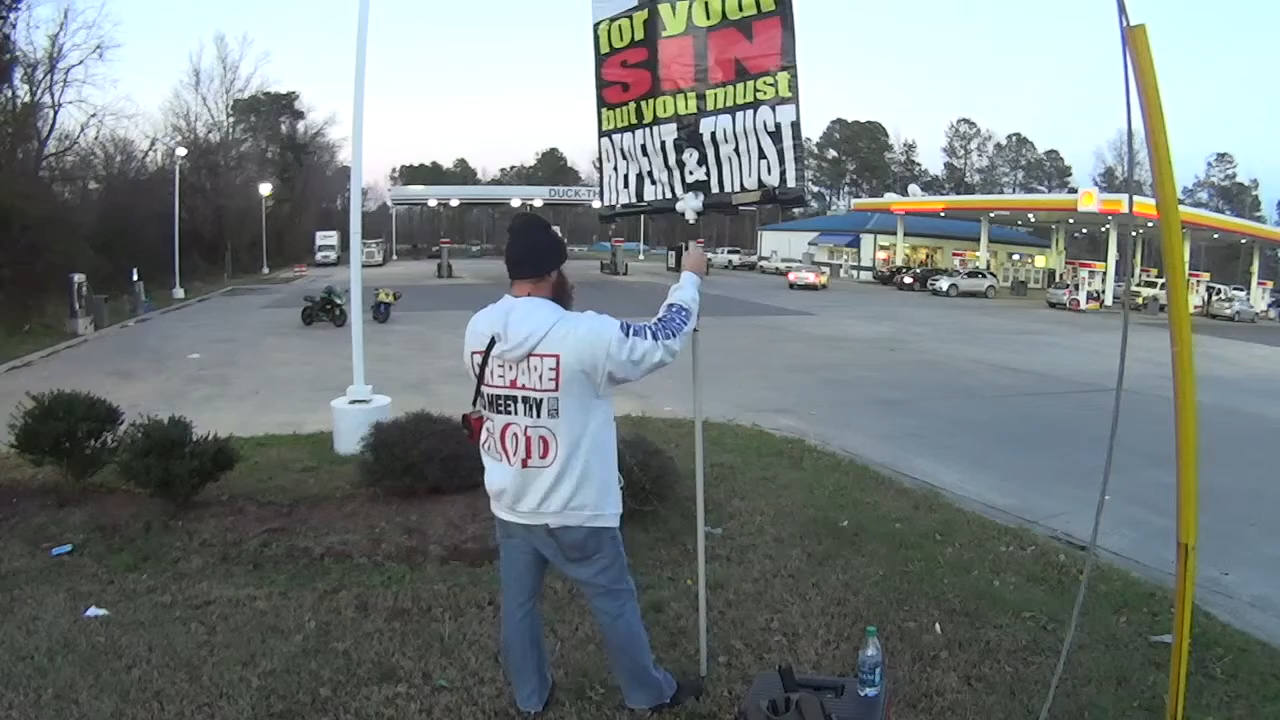 for your
SIN
but you must
REPENT & TRUST
DUCK-TH
PREPARE
TO MEET THY
GOD